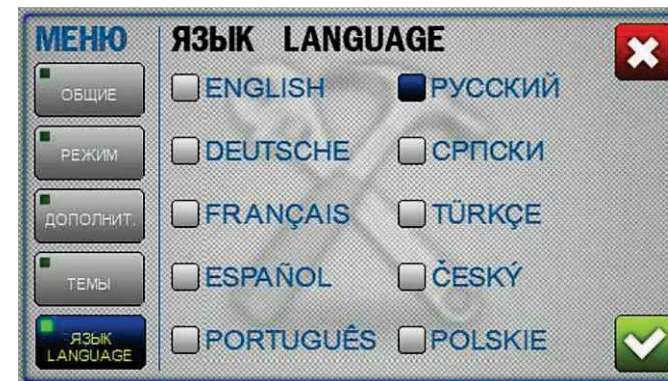 МЕНЮ
ОБЩИЕ
РЕЖИМ
ДОПОЛНИТ.
ТЕМЫ
ЯЗЫК
LANGUAGE
ЯЗЫК LANGUAGE
ENGLISH
РУССКИЙ
DEUTSCHE
СРПСКИ
FRANÇAIS
TÜRKÇE
ESPAÑOL
ČESKÝ
PORTUGUÊS
POLSKIE